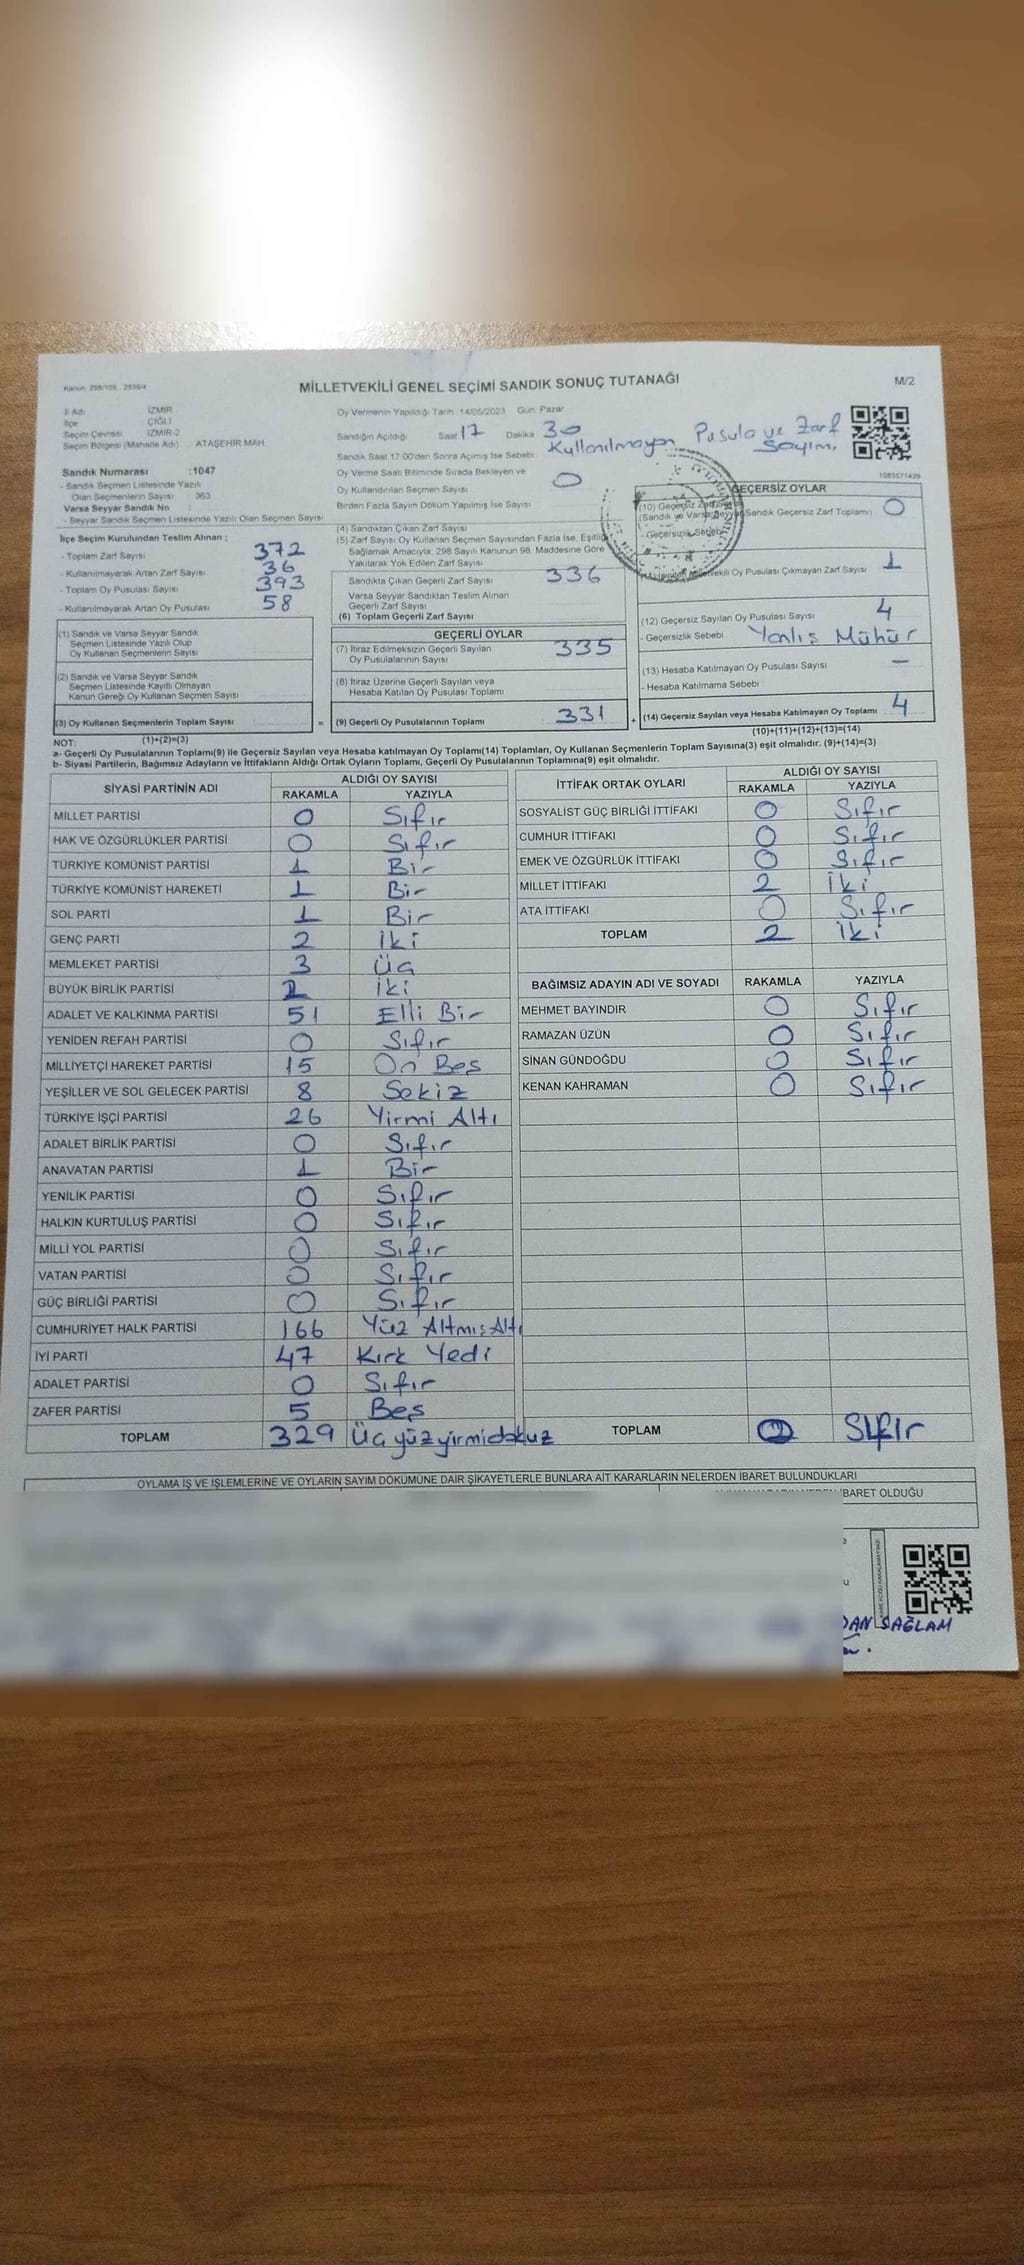 Kanun: 298/105 , 2839/4
MİLLETVEKİLİ GENEL SEÇİMİ SANDIK SONUÇ TUTANAĞI
M/2
İl Adı İZMİR
İlçe ÇİĞLİ
Seçim Çevresi İZMİR-2
Seçim Bölgesi (Mahalle Adı) ATAŞEHİR MAH.
Oy Vermenin Yapıldığı Tarih: 14/05/2023 Gün: Pazar
Sandığın Açıldığı Saat 17 Dakika 30
Sandık Saat 17:00'den Sonra Açılmış İse Sebebi: Kullanılmayan Pusula ve Zarf Sayım.
Oy Verme Saati Bitiminde Sırada Bekleyen ve
Oy Kullandırılan Seçmen Sayısı 0
Birden Fazla Sayım Döküm Yapılmış İse Sayısı
1083571439
Sandık Numarası :1047
- Sandık Seçmen Listesinde Yazılı
Olan Seçmenlerin Sayısı : 363
Varsa Seyyar Sandık No :
- Seyyar Sandık Seçmen Listesinde Yazılı Olan Seçmen Sayısı
İlçe Seçim Kurulundan Teslim Alınan ;
- Toplam Zarf Sayısı 372
- Kullanılmayarak Artan Zarf Sayısı 36
- Toplam Oy Pusulası Sayısı 393
- Kullanılmayarak Artan Oy Pusulası 58
(1) Sandık ve Varsa Seyyar Sandık
Seçmen Listesinde Yazılı Olup
Oy Kullanan Seçmenlerin Sayısı
(2) Sandık ve Varsa Seyyar Sandık
Seçmen Listesinde Kayıtlı Olmayan
Kanun Gereği Oy Kullanan Seçmen Sayısı
(3) Oy Kullanan Seçmenlerin Toplam Sayısı
(1)+(2)=(3)
(4) Sandıktan Çıkan Zarf Sayısı
(5) Zarf Sayısı Oy Kullanan Seçmen Sayısından Fazla İse, Eşitliği
Sağlamak Amacıyla; 298 Sayılı Kanunun 98. Maddesine Göre
Yakılarak Yok Edilen Zarf Sayısı
Sandıkta Çıkan Geçerli Zarf Sayısı 336
Varsa Seyyar Sandıktan Teslim Alınan
Geçerli Zarf Sayısı
(6) Toplam Geçerli Zarf Sayısı
GEÇERLİ OYLAR
(7) İtiraz Edilmeksizin Geçerli Sayılan
Oy Pusulalarının Sayısı 335
(8) İtiraz Üzerine Geçerli Sayılan veya
Hesaba Katılan Oy Pusulası Toplamı
= (9) Geçerli Oy Pusulalarının Toplamı 331
GEÇERSİZ OYLAR
(10) Geçersiz Zarf
(Sandık ve Varsa Seyyar Sandık Geçersiz Zarf Toplamı) 0
- Geçersizlik Sebebi
Oy Pusulası Çıkmayan Zarf Sayısı 1
(12) Geçersiz Sayılan Oy Pusulası Sayısı 4
- Geçersizlik Sebebi Yanlış Mühür
(13) Hesaba Katılmayan Oy Pusulası Sayısı —
- Hesaba Katılmama Sebebi :
+ (14) Geçersiz Sayılan veya Hesaba Katılmayan Oy Toplamı 4
(10)+(11)+(12)+(13)=(14)
NOT:
a- Geçerli Oy Pusulalarının Toplamı(9) ile Geçersiz Sayılan veya Hesaba katılmayan Oy Toplamı(14) Toplamları, Oy Kullanan Seçmenlerin Toplam Sayısına(3) eşit olmalıdır. (9)+(14)=(3)
b- Siyasi Partilerin, Bağımsız Adayların ve İttifakların Aldığı Ortak Oyların Toplamı, Geçerli Oy Pusulalarının Toplamına(9) eşit olmalıdır.
SİYASİ PARTİNİN ADI ALDIĞI OY SAYISI
RAKAMLA YAZIYLA
MİLLET PARTİSİ 0 Sıfır
HAK VE ÖZGÜRLÜKLER PARTİSİ 0 Sıfır
TÜRKİYE KOMÜNİST PARTİSİ 1 Bir
TÜRKİYE KOMÜNİST HAREKETİ 1 Bir
SOL PARTİ 1 Bir
GENÇ PARTİ 2 İki
MEMLEKET PARTİSİ 3 Üç
BÜYÜK BİRLİK PARTİSİ 2 İki
ADALET VE KALKINMA PARTİSİ 51 Elli Bir
YENİDEN REFAH PARTİSİ 0 Sıfır
MİLLİYETÇİ HAREKET PARTİSİ 15 On Beş
YEŞİLLER VE SOL GELECEK PARTİSİ 8 Sekiz
TÜRKİYE İŞÇİ PARTİSİ 26 Yirmi Altı
ADALET BİRLİK PARTİSİ 0 Sıfır
ANAVATAN PARTİSİ 1 Bir
YENİLİK PARTİSİ 0 Sıfır
HALKIN KURTULUŞ PARTİSİ 0 Sıfır
MİLLİ YOL PARTİSİ 0 Sıfır
VATAN PARTİSİ 0 Sıfır
GÜÇ BİRLİĞİ PARTİSİ 0 Sıfır
CUMHURİYET HALK PARTİSİ 166 Yüz Altmış Altı
İYİ PARTİ 47 Kırk Yedi
ADALET PARTİSİ 0 Sıfır
ZAFER PARTİSİ 5 Beş
TOPLAM 329 Üçyüzyirmidokuz
İTTİFAK ORTAK OYLARI ALDIĞI OY SAYISI
RAKAMLA YAZIYLA
SOSYALİST GÜÇ BİRLİĞİ İTTİFAKI 0 Sıfır
CUMHUR İTTİFAKI 0 Sıfır
EMEK VE ÖZGÜRLÜK İTTİFAKI 0 Sıfır
MİLLET İTTİFAKI 2 İki
ATA İTTİFAKI 0 Sıfır
TOPLAM 2 İki
BAĞIMSIZ ADAYIN ADI VE SOYADI RAKAMLA YAZIYLA
MEHMET BAYINDIR 0 Sıfır
RAMAZAN ÜZÜN 0 Sıfır
SİNAN GÜNDOĞDU 0 Sıfır
KENAN KAHRAMAN 0 Sıfır
TOPLAM 0 Sıfır
OYLAMA İŞ VE İŞLEMLERİNE VE OYLARIN SAYIM DÖKÜMÜNE DAİR ŞİKAYETLERLE BUNLARA AİT KARARLARIN NELERDEN İBARET BULUNDUKLARI
İBARET OLDUĞU
SAĞLAM